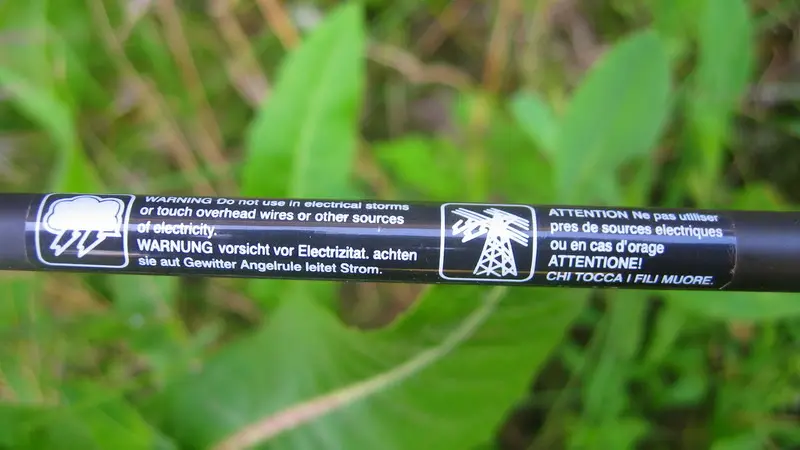 WARNING Do not use in electrical storms
or touch overhead wires or other sources
of electricity.
WARNUNG vorsicht vor Electrizitat. achten
sie aut Gewitter Angelrule leitet Strom.
ATTENTION Ne pas utiliser
pres de sources electriques
ou en cas d'orage
ATTENTIONE!
CHI TOCCA I FILI MUORE.